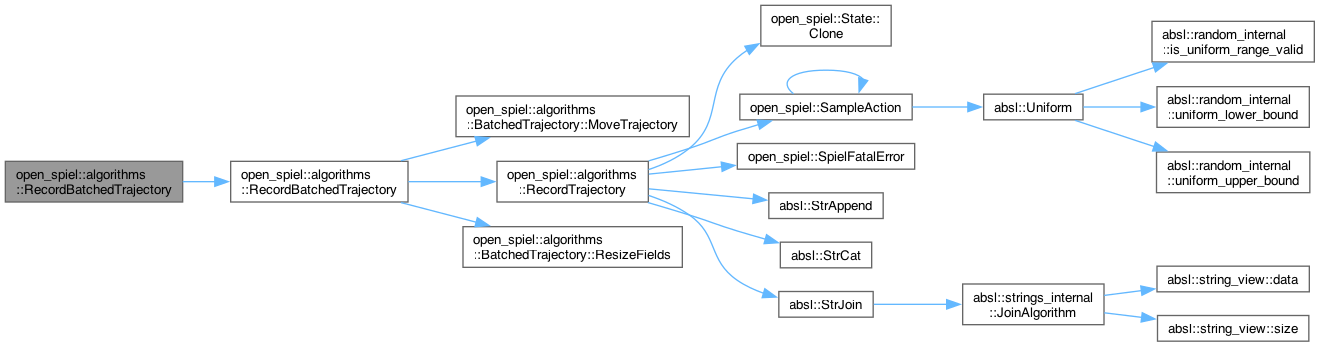 open_spiel::algorithms
::RecordBatchedTrajectory
open_spiel::algorithms
::RecordBatchedTrajectory
open_spiel::algorithms
::BatchedTrajectory::MoveTrajectory
open_spiel::algorithms
::RecordTrajectory
open_spiel::algorithms
::BatchedTrajectory::ResizeFields
open_spiel::State::
Clone
open_spiel::SampleAction
open_spiel::SpielFatalError
absl::StrAppend
absl::StrCat
absl::StrJoin
absl::Uniform
absl::random_internal
::is_uniform_range_valid
absl::random_internal
::uniform_lower_bound
absl::random_internal
::uniform_upper_bound
absl::strings_internal
::JoinAlgorithm
absl::string_view::data
absl::string_view::size